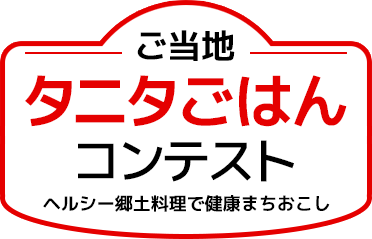 ご当地
タニタごはん
コンテスト
ヘルシー郷土料理で健康まちおこし